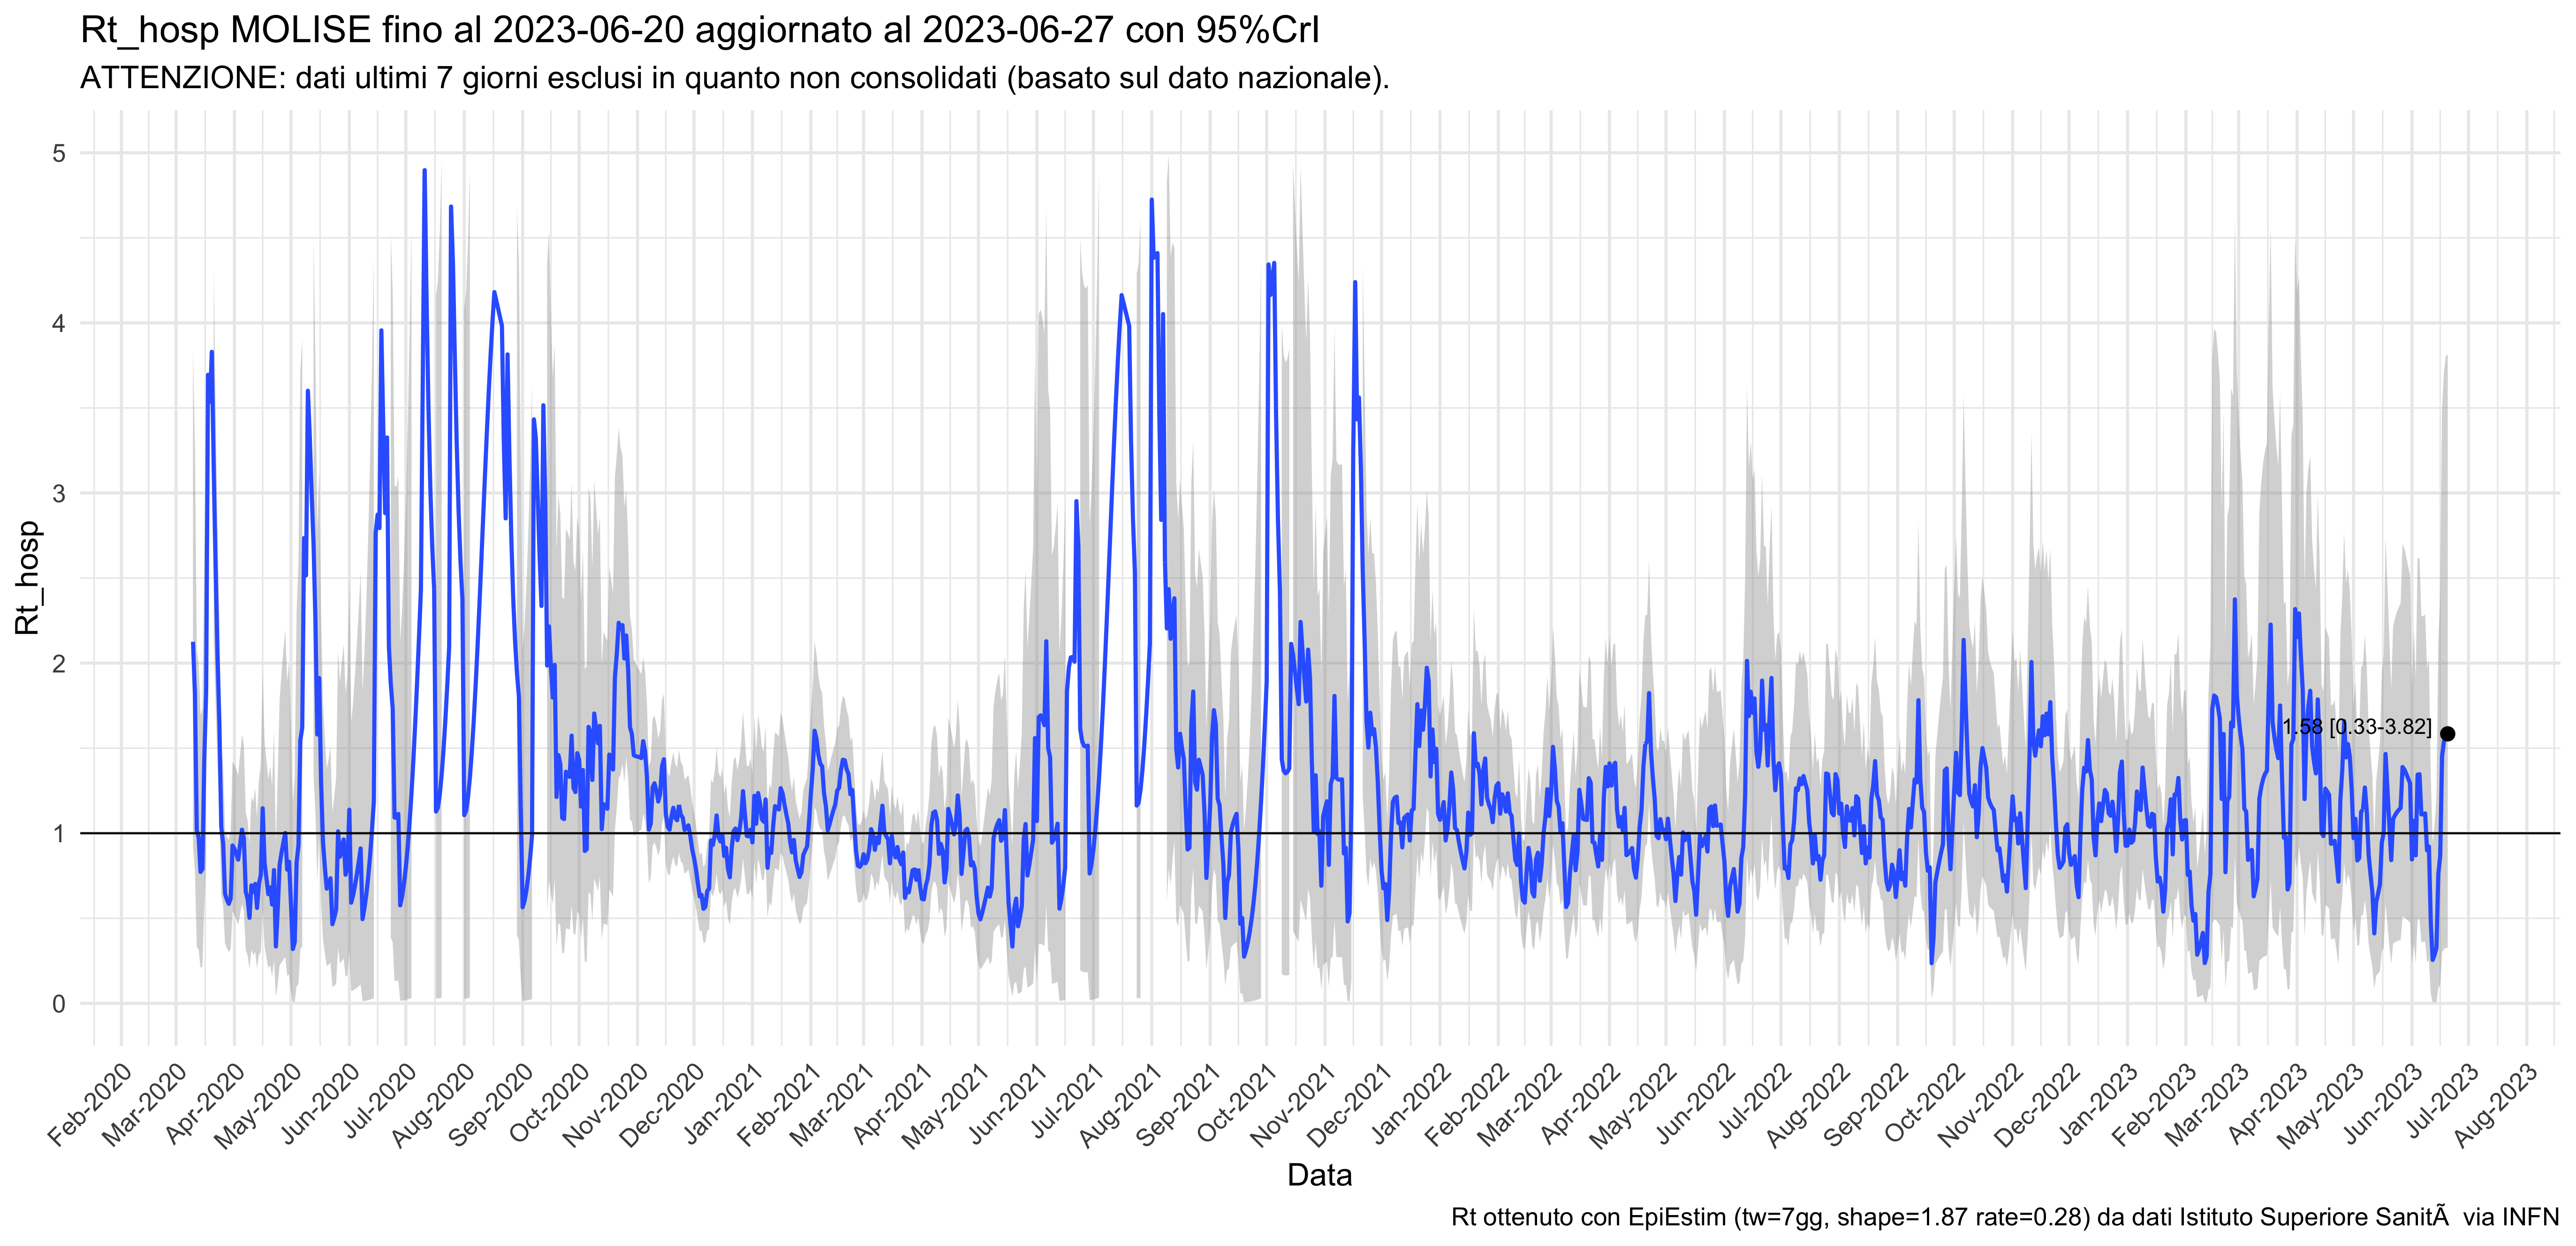 Rt_hosp MOLISE fino al 2023-06-20 aggiornato al 2023-06-27 con 95%CrI
ATTENZIONE: dati ultimi 7 giorni esclusi in quanto non consolidati (basato sul dato nazionale).
5
4
3
2
1
0
Rt_hosp
1.58 [0.33-3.82]
Feb-2020
Mar-2020
Apr-2020
May-2020
Jun-2020
Jul-2020
Aug-2020
Sep-2020
Oct-2020
Nov-2020
Dec-2020
Jan-2021
Feb-2021
Mar-2021
Apr-2021
May-2021
Jun-2021
Jul-2021
Aug-2021
Sep-2021
Oct-2021
Nov-2021
Dec-2021
Jan-2022
Feb-2022
Mar-2022
Apr-2022
May-2022
Jun-2022
Jul-2022
Aug-2022
Sep-2022
Oct-2022
Nov-2022
Dec-2022
Jan-2023
Feb-2023
Mar-2023
Apr-2023
May-2023
Jun-2023
Jul-2023
Aug-2023
Data
Rt ottenuto con EpiEstim (tw=7gg, shape=1.87 rate=0.28) da dati Istituto Superiore SanitÃ  via INFN